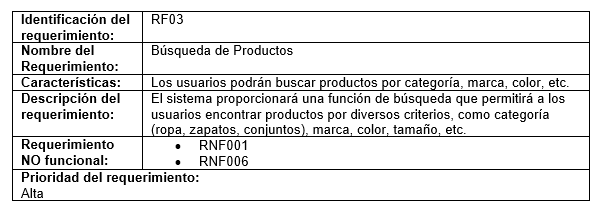 Identificación del RF03
requerimiento:
Nombre del Búsqueda de Productos
Requerimiento:
Características: Los usuarios podrán buscar productos por categoría, marca, color, etc.
Descripción del El sistema proporcionará una función de búsqueda que permitirá a los
requerimiento: usuarios encontrar productos por diversos criterios, como categoría
(ropa, zapatos, conjuntos), marca, color, tamaño, etc.
Requerimiento • RNF001
NO funcional: • RNF006
Prioridad del requerimiento:
Alta